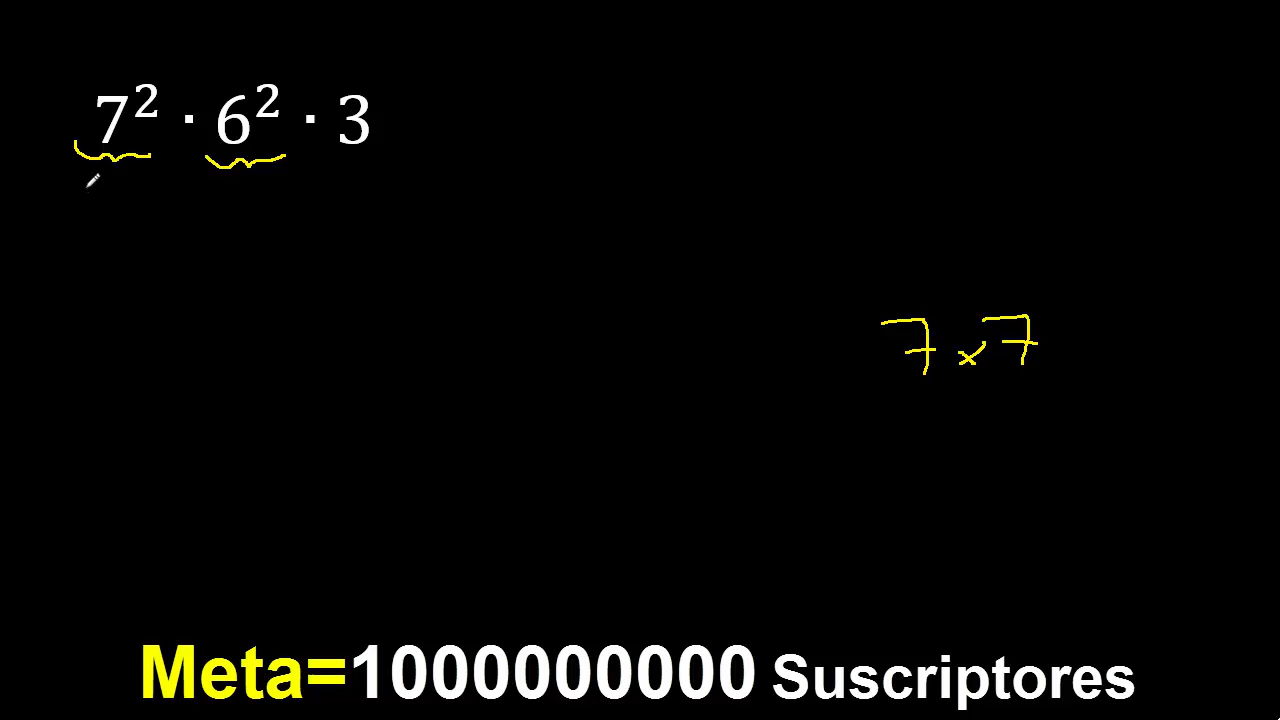 7² · 6² · 3
7 x 7
Meta=1000000000 Suscriptores